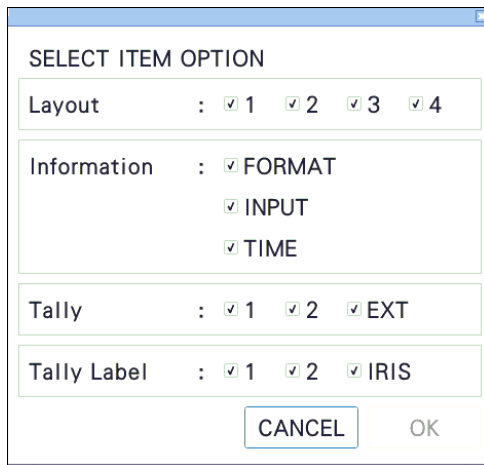 SELECT ITEM OPTION
Layout : 1 2 3 4
Information : FORMAT
INPUT
TIME
Tally : 1 2 EXT
Tally Label : 1 2 IRIS
CANCEL OK